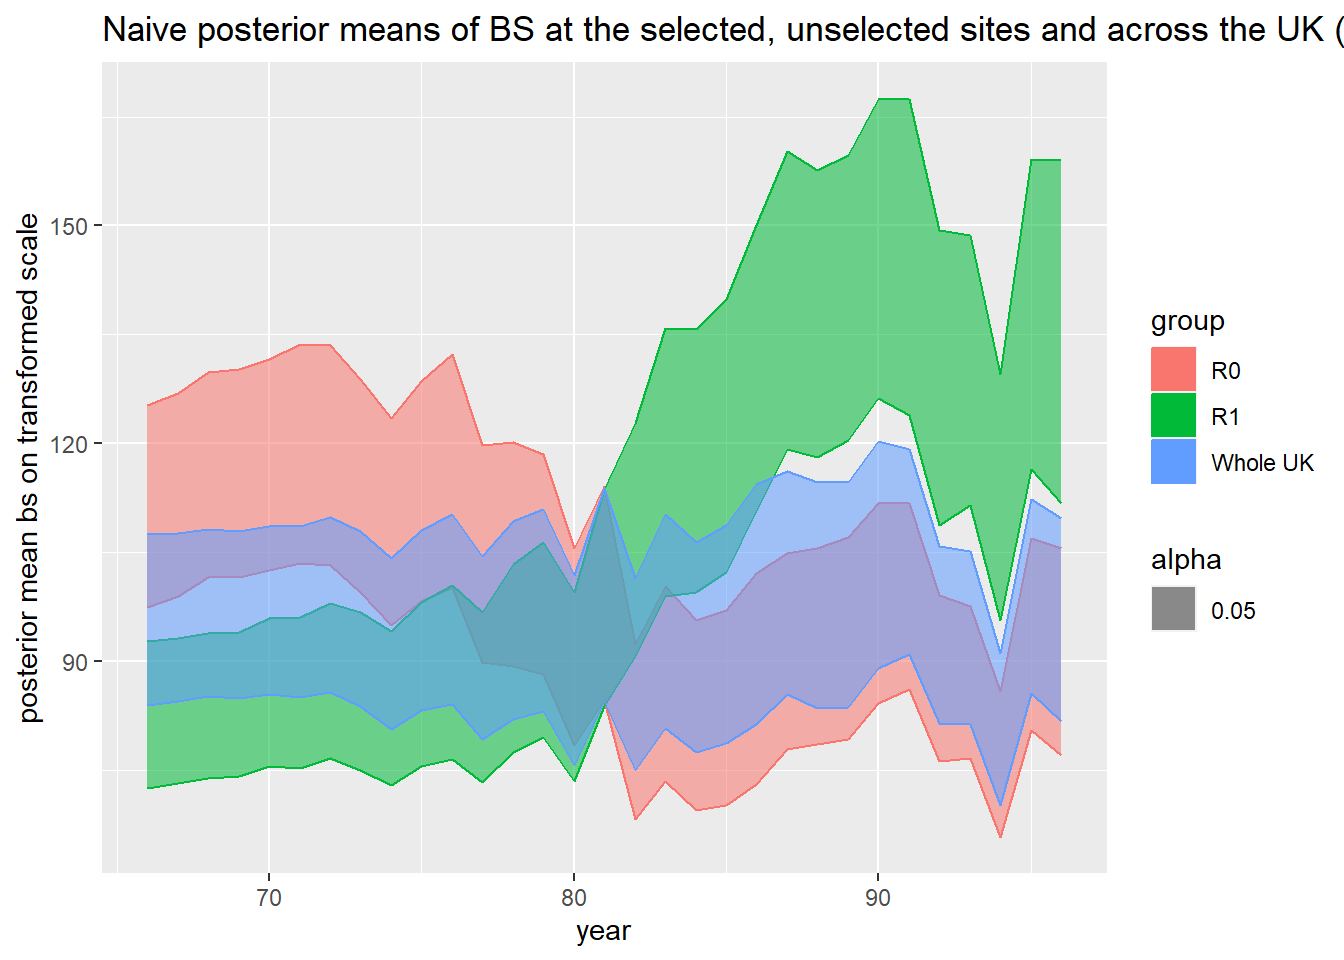 Naive posterior means of BS at the selected, unselected sites and across the UK (
posterior mean bs on transformed scale
150
120
90
70
80
90
year
group
R0
R1
Whole UK
alpha
0.05